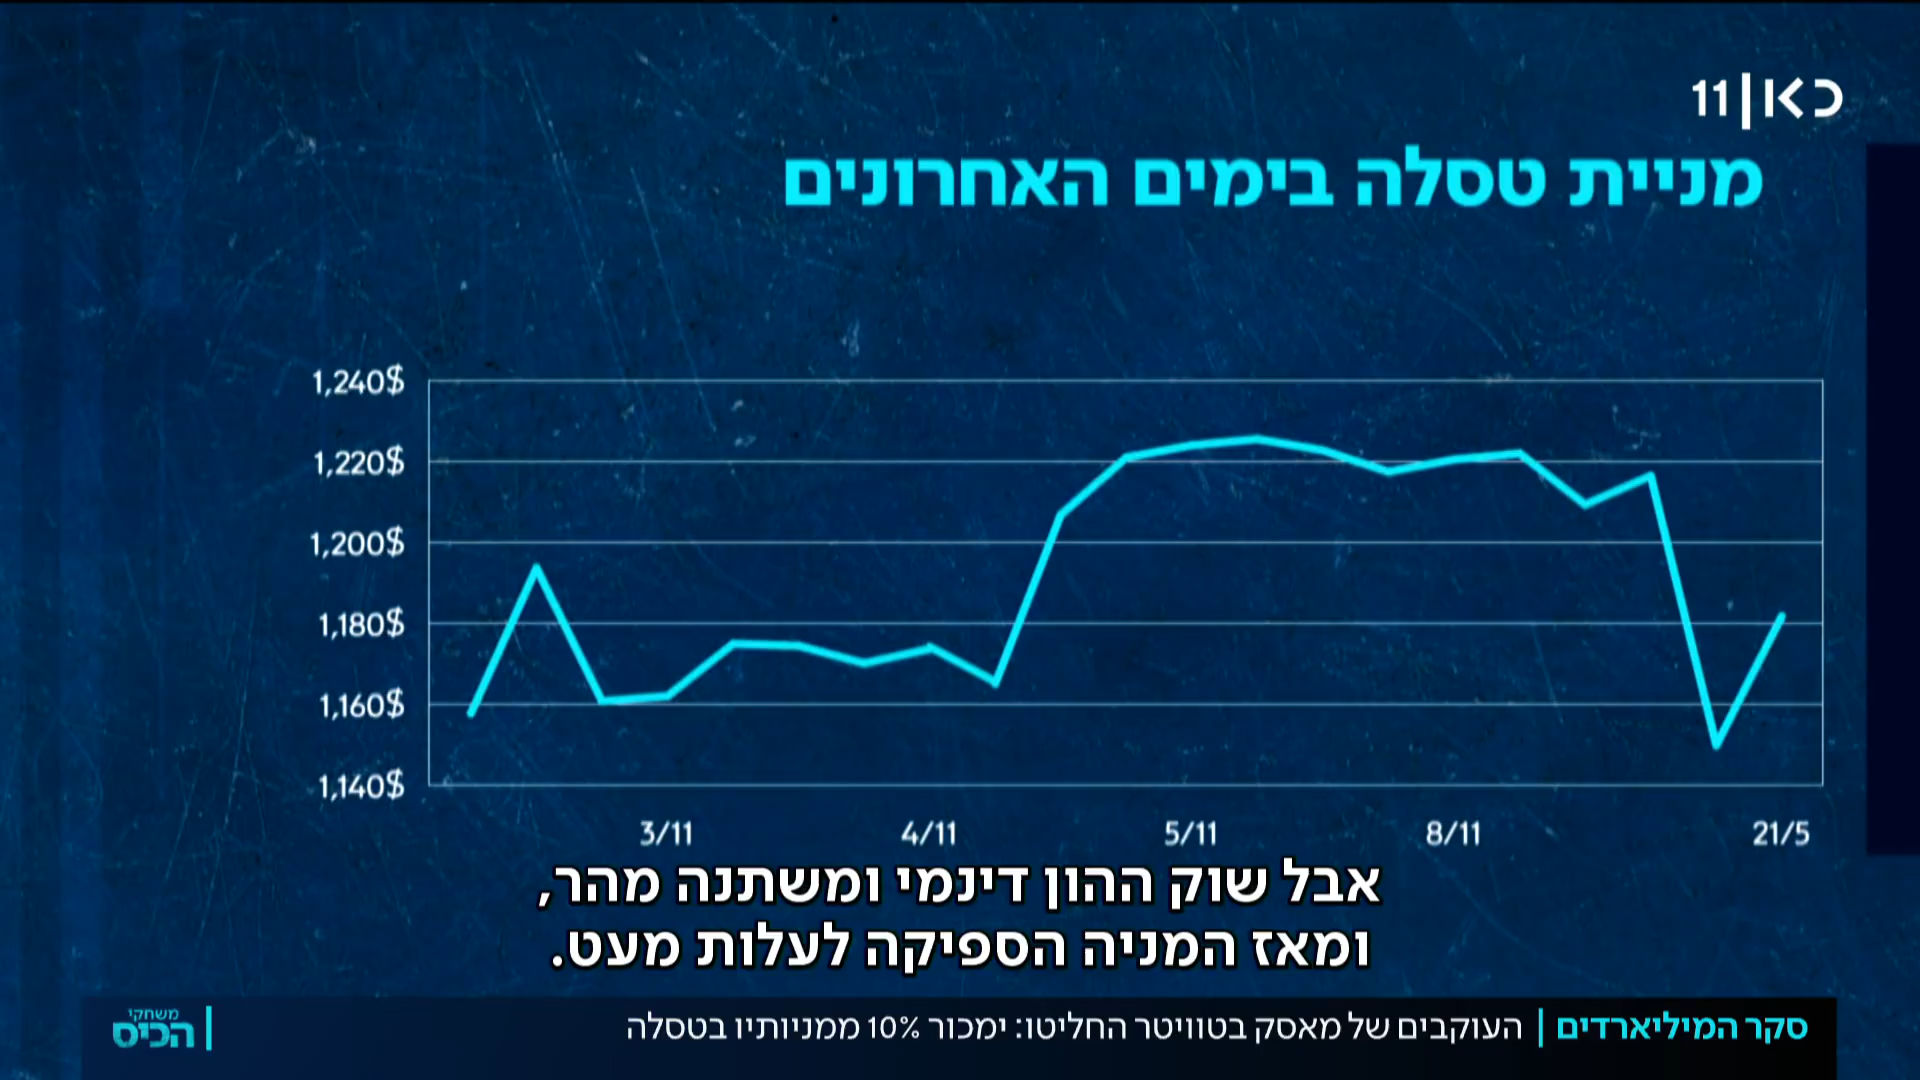 כאן 11
מניית טסלה בימים האחרונים
1,240$
1,220$
1,200$
1,180$
1,160$
1,140$
3/11 4/11 5/11 8/11 21/5
אבל שוק ההון דינמי ומשתנה מהר,
ומאז המניה הספיקה לעלות מעט.
סקר המיליארדים | העוקבים של מאסק בטוויטר החליטו: ימכור 10% ממניותיו בטסלה
משחקי
הכיס